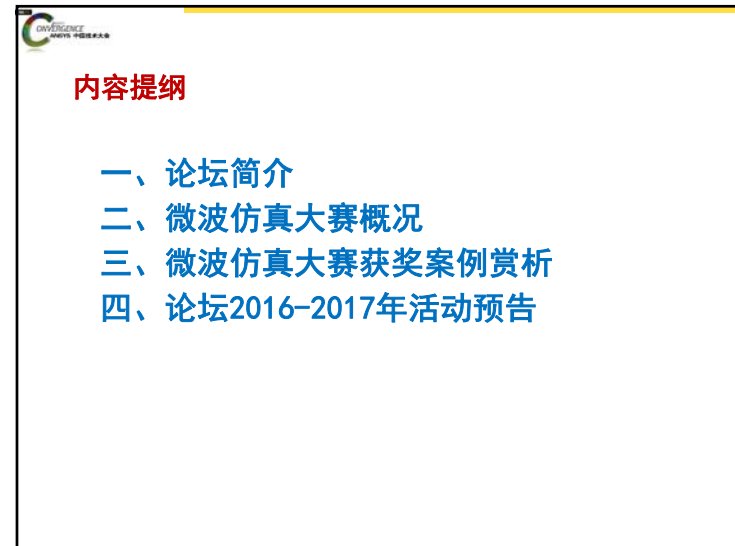 CONVERGENCE
ANSYS 中国技术大会
内容提纲
一、论坛简介
二、微波仿真大赛概况
三、微波仿真大赛获奖案例赏析
四、论坛2016-2017年活动预告